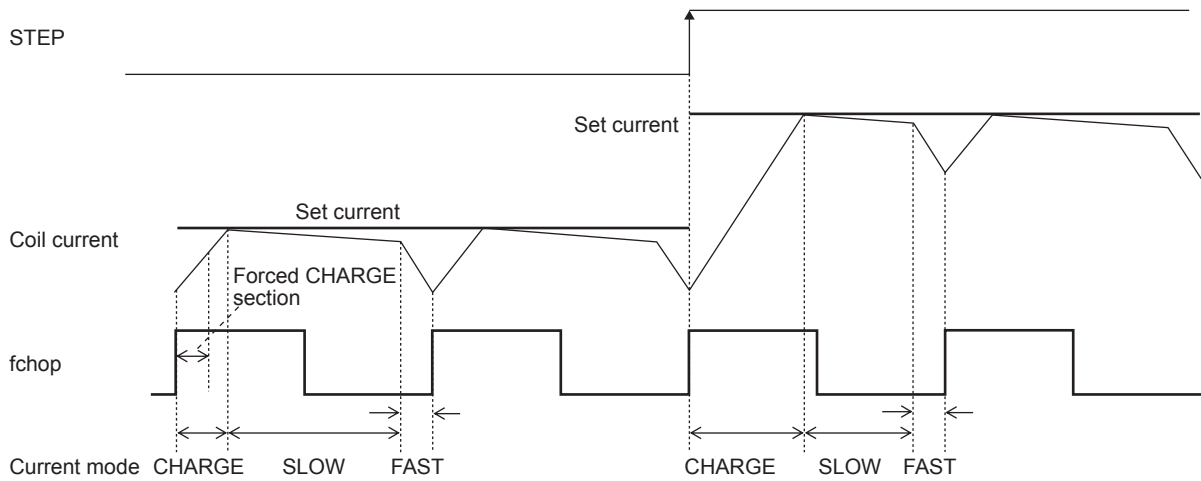 STEP
Set current
Set current
Coil current
Forced CHARGE
section
fchop
Current mode CHARGE SLOW FAST CHARGE SLOW FAST